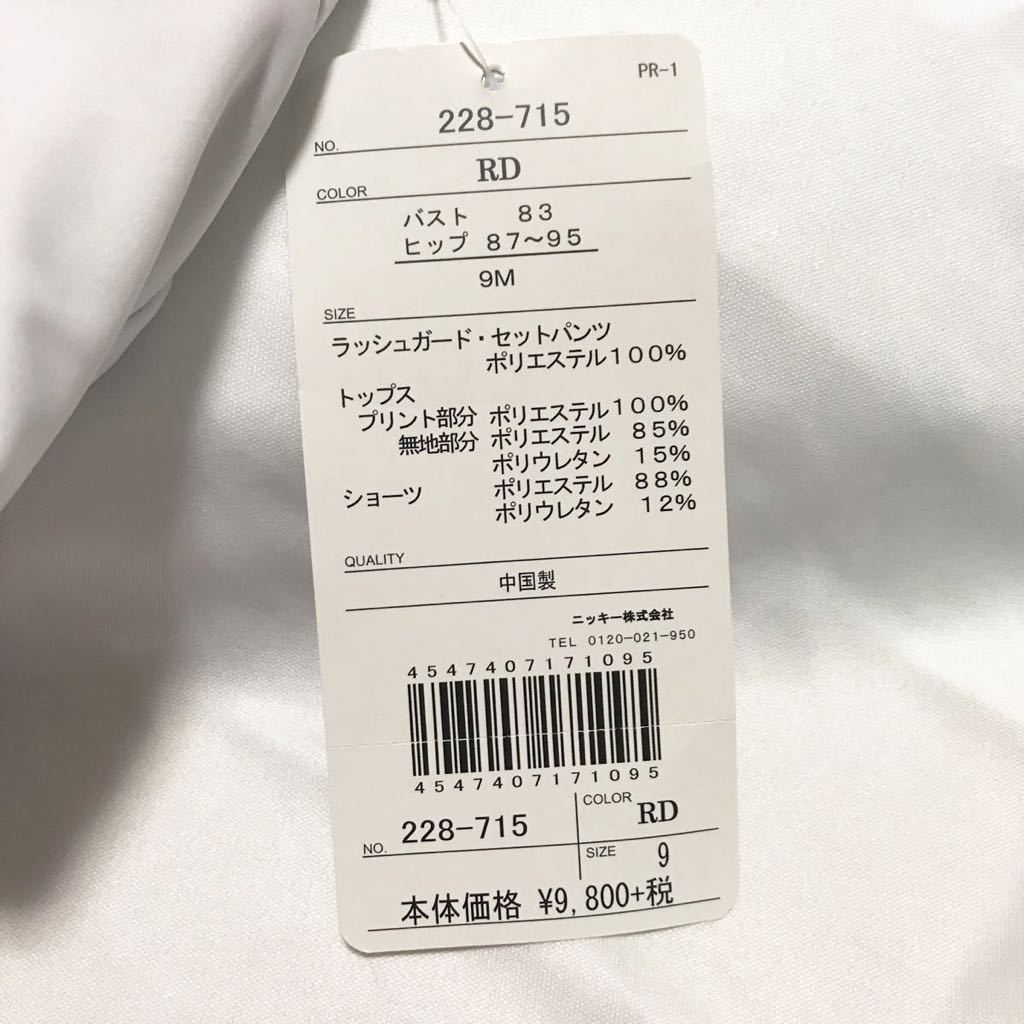 PR-1
NO. 228-715
COLOR RD
バスト 83
ヒップ 87〜95
9M
SIZE
ラッシュガード・セットパンツ
ポリエステル100%
トップス
プリント部分 ポリエステル100%
無地部分 ポリエステル 85%
ポリウレタン 15%
ショーツ ポリエステル 88%
ポリウレタン 12%
QUALITY
中国製
ニッキー株式会社
TEL 0120-021-950
4547407171095
4547407171095
NO. 228-715 COLOR RD
SIZE 9
本体価格 ¥9,800+税